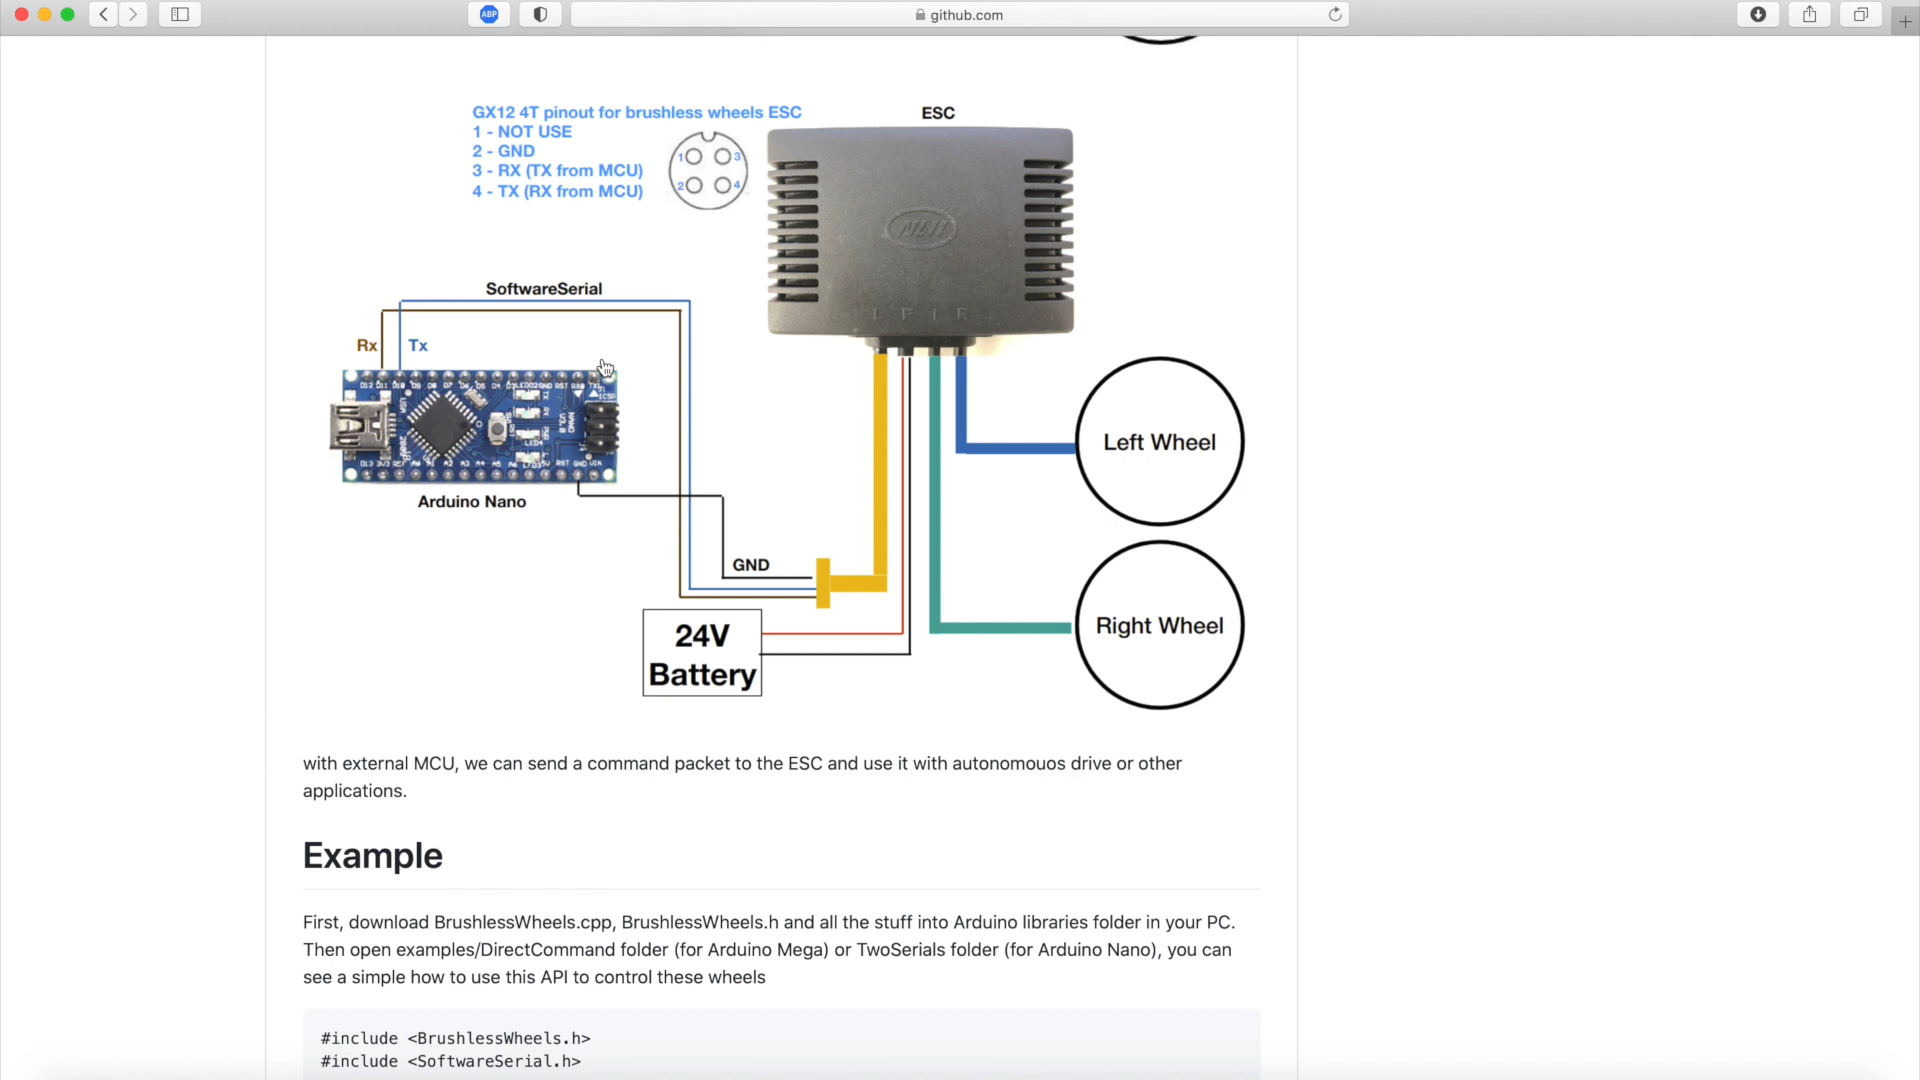 ABP
github.com
GX12 4T pinout for brushless wheels ESC
1 - NOT USE
2 - GND
3 - RX (TX from MCU)
4 - TX (RX from MCU)
1
3
2
4
ESC
SoftwareSerial
Rx
Tx
Left Wheel
Arduino Nano
GND
Right Wheel
24V
Battery
with external MCU, we can send a command packet to the ESC and use it with autonomouos drive or other
applications.
Example
First, download BrushlessWheels.cpp, BrushlessWheels.h and all the stuff into Arduino libraries folder in your PC.
Then open examples/DirectCommand folder (for Arduino Mega) or TwoSerials folder (for Arduino Nano), you can
see a simple how to use this API to control these wheels
#include <BrushlessWheels.h>
#include <SoftwareSerial.h>